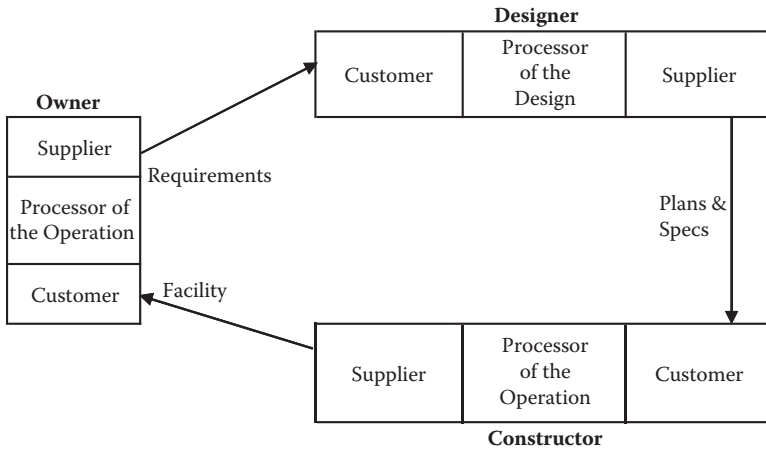 Designer
Customer
Processor
of the
Design
Supplier
Owner
Supplier
Requirements
Processor of
the Operation
Plans &
Specs
Customer
Facility
Supplier
Processor
of the
Operation
Customer
Constructor